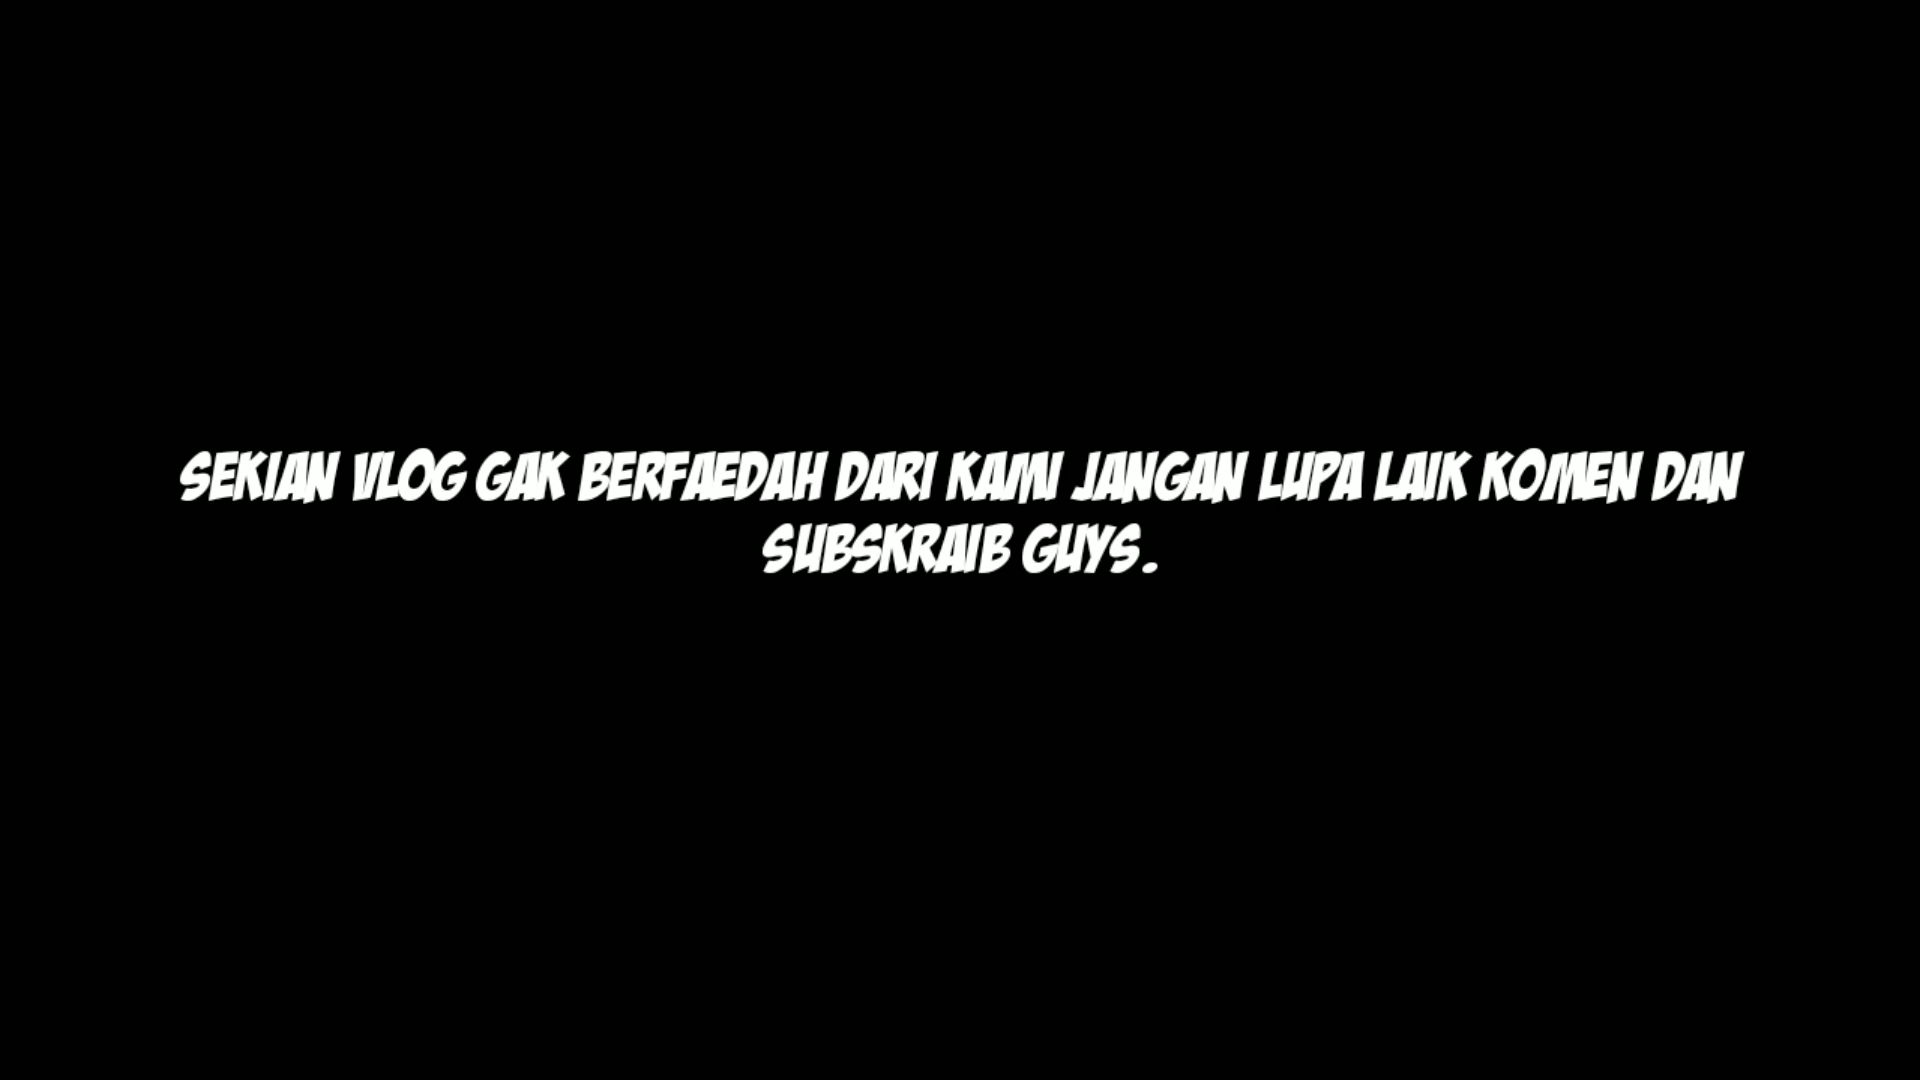 SEKIAN VLOG GAK BERFAEDAH DARI KAMI JANGAN LUPA LAIK KOMEN DAN
SUBSKRAIB GUYS.